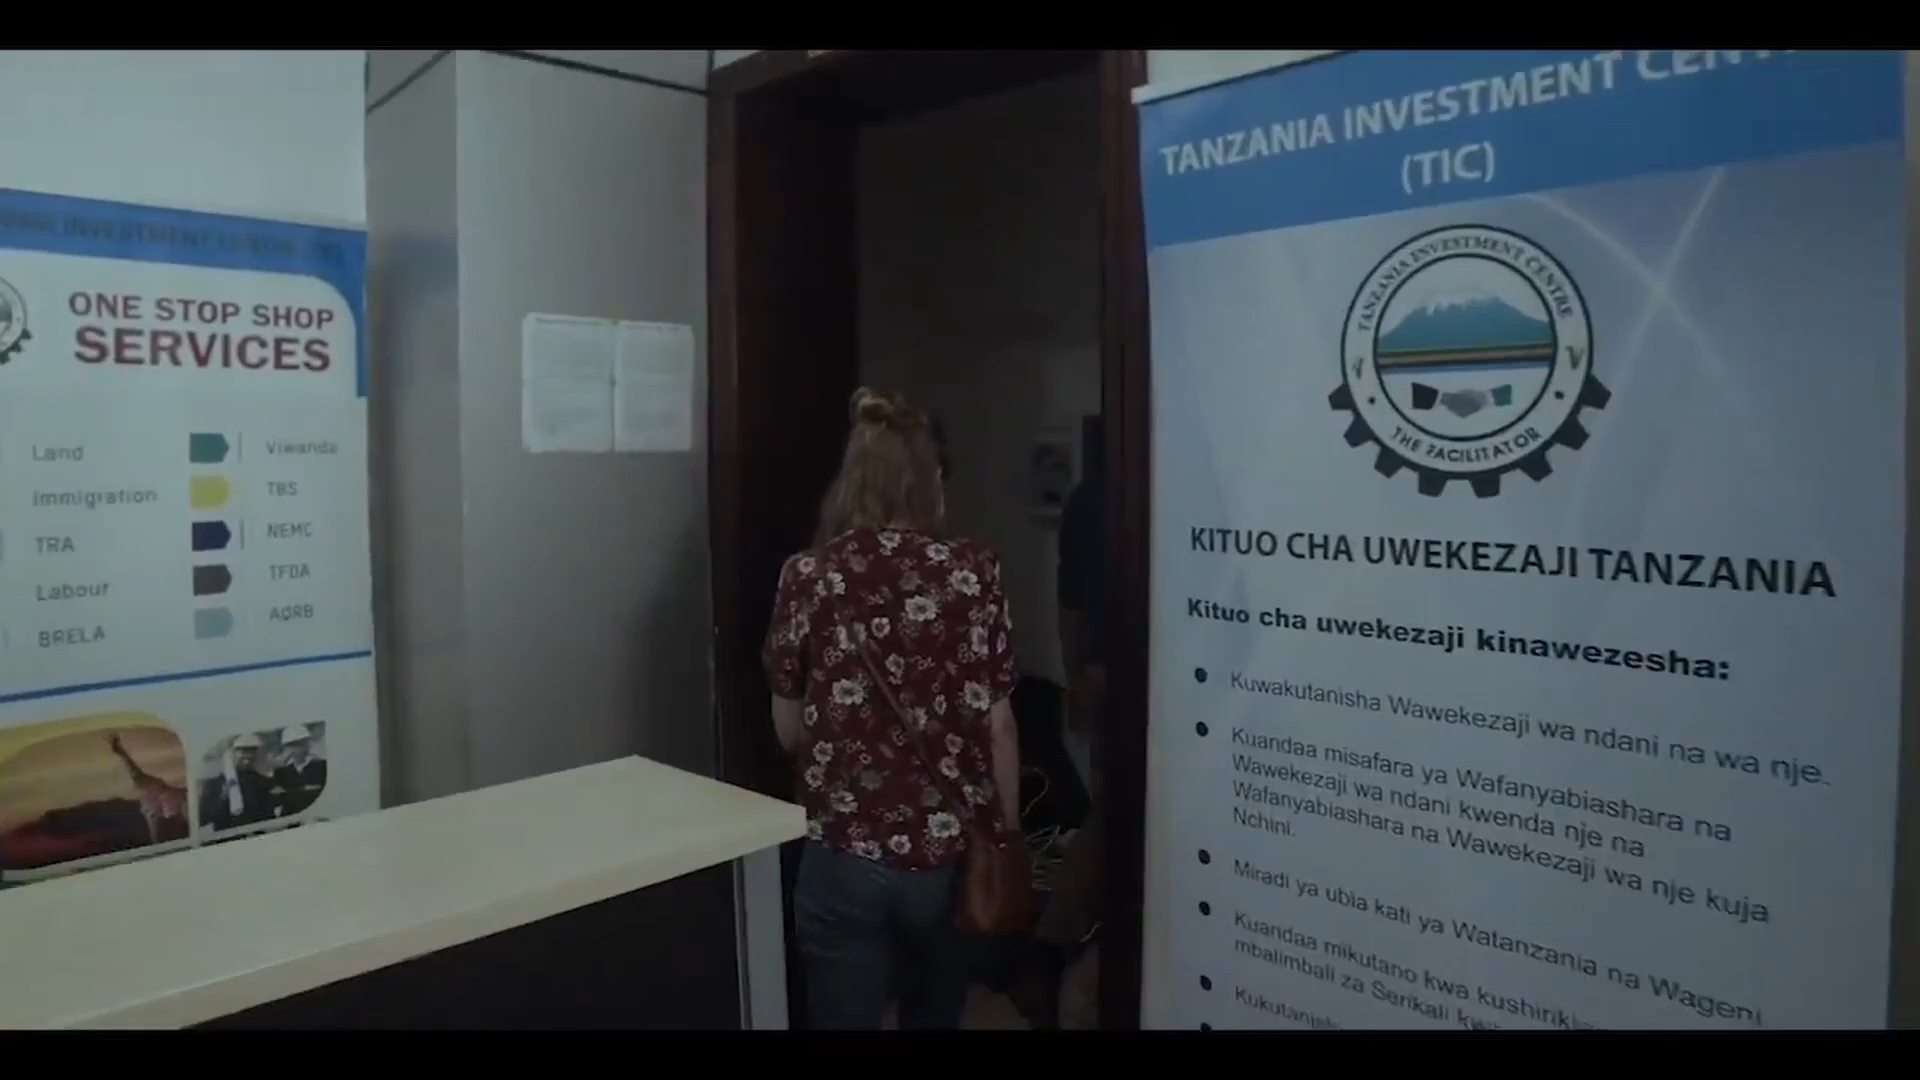 INVESTMENT CENTRE
ONE STOP SHOP
SERVICES
Land
Immigration
TRA
Labour
BRELA
Viwanda
TBS
NEMC
TFDA
AQRB
TANZANIA INVESTMENT
(TIC)
TANZANIA INVESTMENT CENTRE
THE FACILITATOR
KITUO CHA UWEKEZAJI TANZANIA
Kituo cha uwekezaji kinawezesha:
Kuwakutanisha Wawekezaji wa ndani na wa nje.
Kuandaa misafara ya Wafanyabiashara na
Wawekezaji wa ndani kwenda nje na
Wafanyabiashara na Wawekezaji wa nje kuja
Nchini.
Miradi ya ubia kati ya Watanzania na Wageni
Kuandaa mikutano kwa
mbalimbali za Serikali